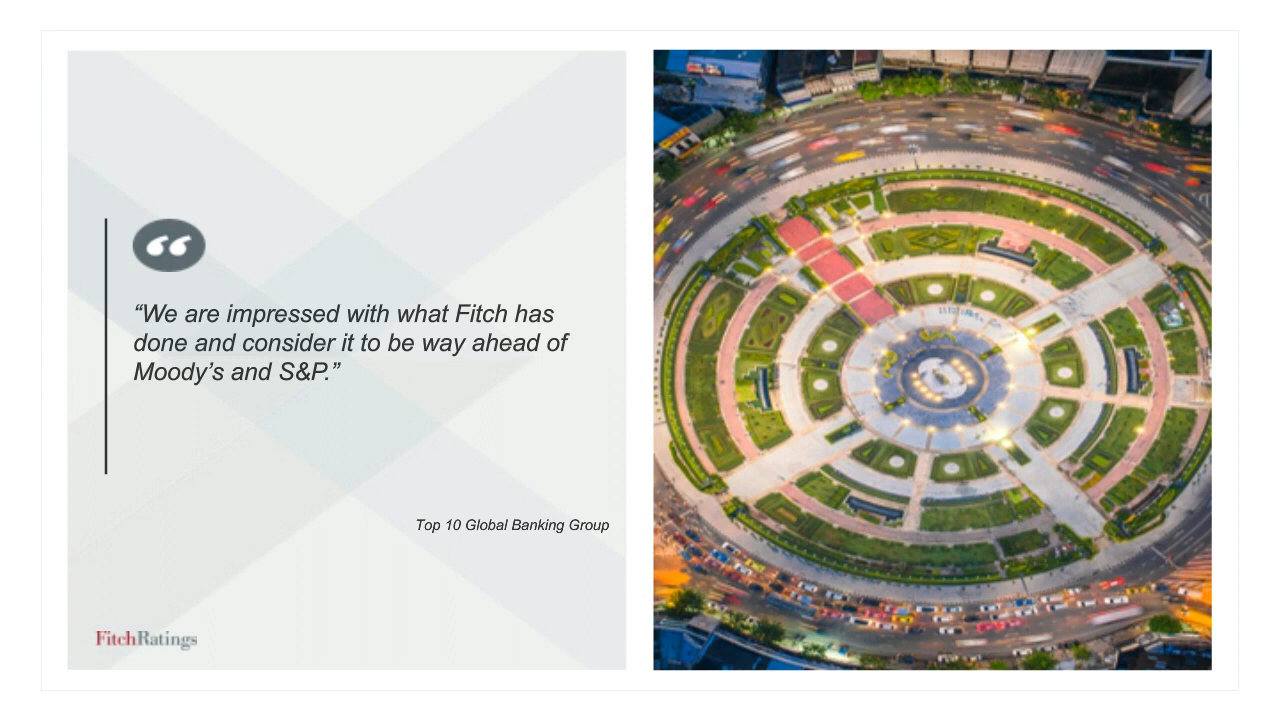 “We are impressed with what Fitch has
done and consider it to be way ahead of
Moody’s and S&P.”
Top 10 Global Banking Group
FitchRatings